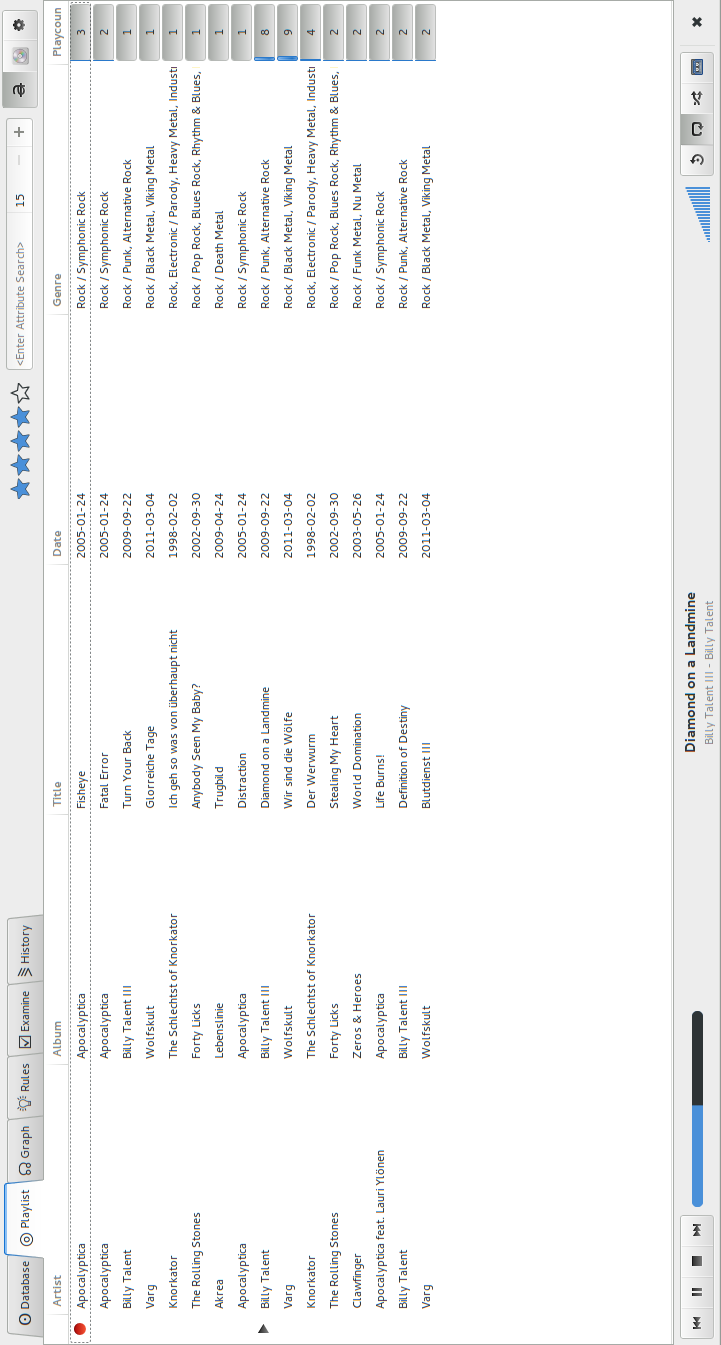 Database Playlist Graph Rules Examine History <Enter Attribute Search> 15
Artist Album Title Date Genre Playcoun
Apocalyptica Apocalyptica Fisheye 2005-01-24 Rock / Symphonic Rock 3
Apocalyptica Apocalyptica Fatal Error 2005-01-24 Rock / Symphonic Rock 2
Billy Talent Billy Talent III Turn Your Back 2009-09-22 Rock / Punk, Alternative Rock 1
Varg Wolfskult Glorreiche Tage 2011-03-04 Rock / Black Metal, Viking Metal 1
Knorkator The Schlechtst of Knorkator Ich geh so was von überhaupt nicht 1998-02-02 Rock, Electronic / Parody, Heavy Metal, Industi 1
The Rolling Stones Forty Licks Anybody Seen My Baby? 2002-09-30 Rock / Pop Rock, Blues Rock, Rhythm & Blues, 1
Akrea Lebenslinie Trugbild 2009-04-24 Rock / Death Metal 1
Apocalyptica Apocalyptica Distraction 2005-01-24 Rock / Symphonic Rock 1
Billy Talent Billy Talent III Diamond on a Landmine 2009-09-22 Rock / Punk, Alternative Rock 8
Varg Wolfskult Wir sind die Wölfe 2011-03-04 Rock / Black Metal, Viking Metal 9
Knorkator The Schlechtst of Knorkator Der Werwurm 1998-02-02 Rock, Electronic / Parody, Heavy Metal, Industi 4
The Rolling Stones Forty Licks Stealing My Heart 2002-09-30 Rock / Pop Rock, Blues Rock, Rhythm & Blues, 2
Clawfinger Zeros & Heroes World Domination 2003-05-26 Rock / Funk Metal, Nu Metal 2
Apocalyptica feat. Lauri Ylönen Apocalyptica Life Burns! 2005-01-24 Rock / Symphonic Rock 2
Billy Talent Billy Talent III Definition of Destiny 2009-09-22 Rock / Punk, Alternative Rock 2
Varg Wolfskult Blutdienst III 2011-03-04 Rock / Black Metal, Viking Metal 2
Diamond on a Landmine
Billy Talent III - Billy Talent